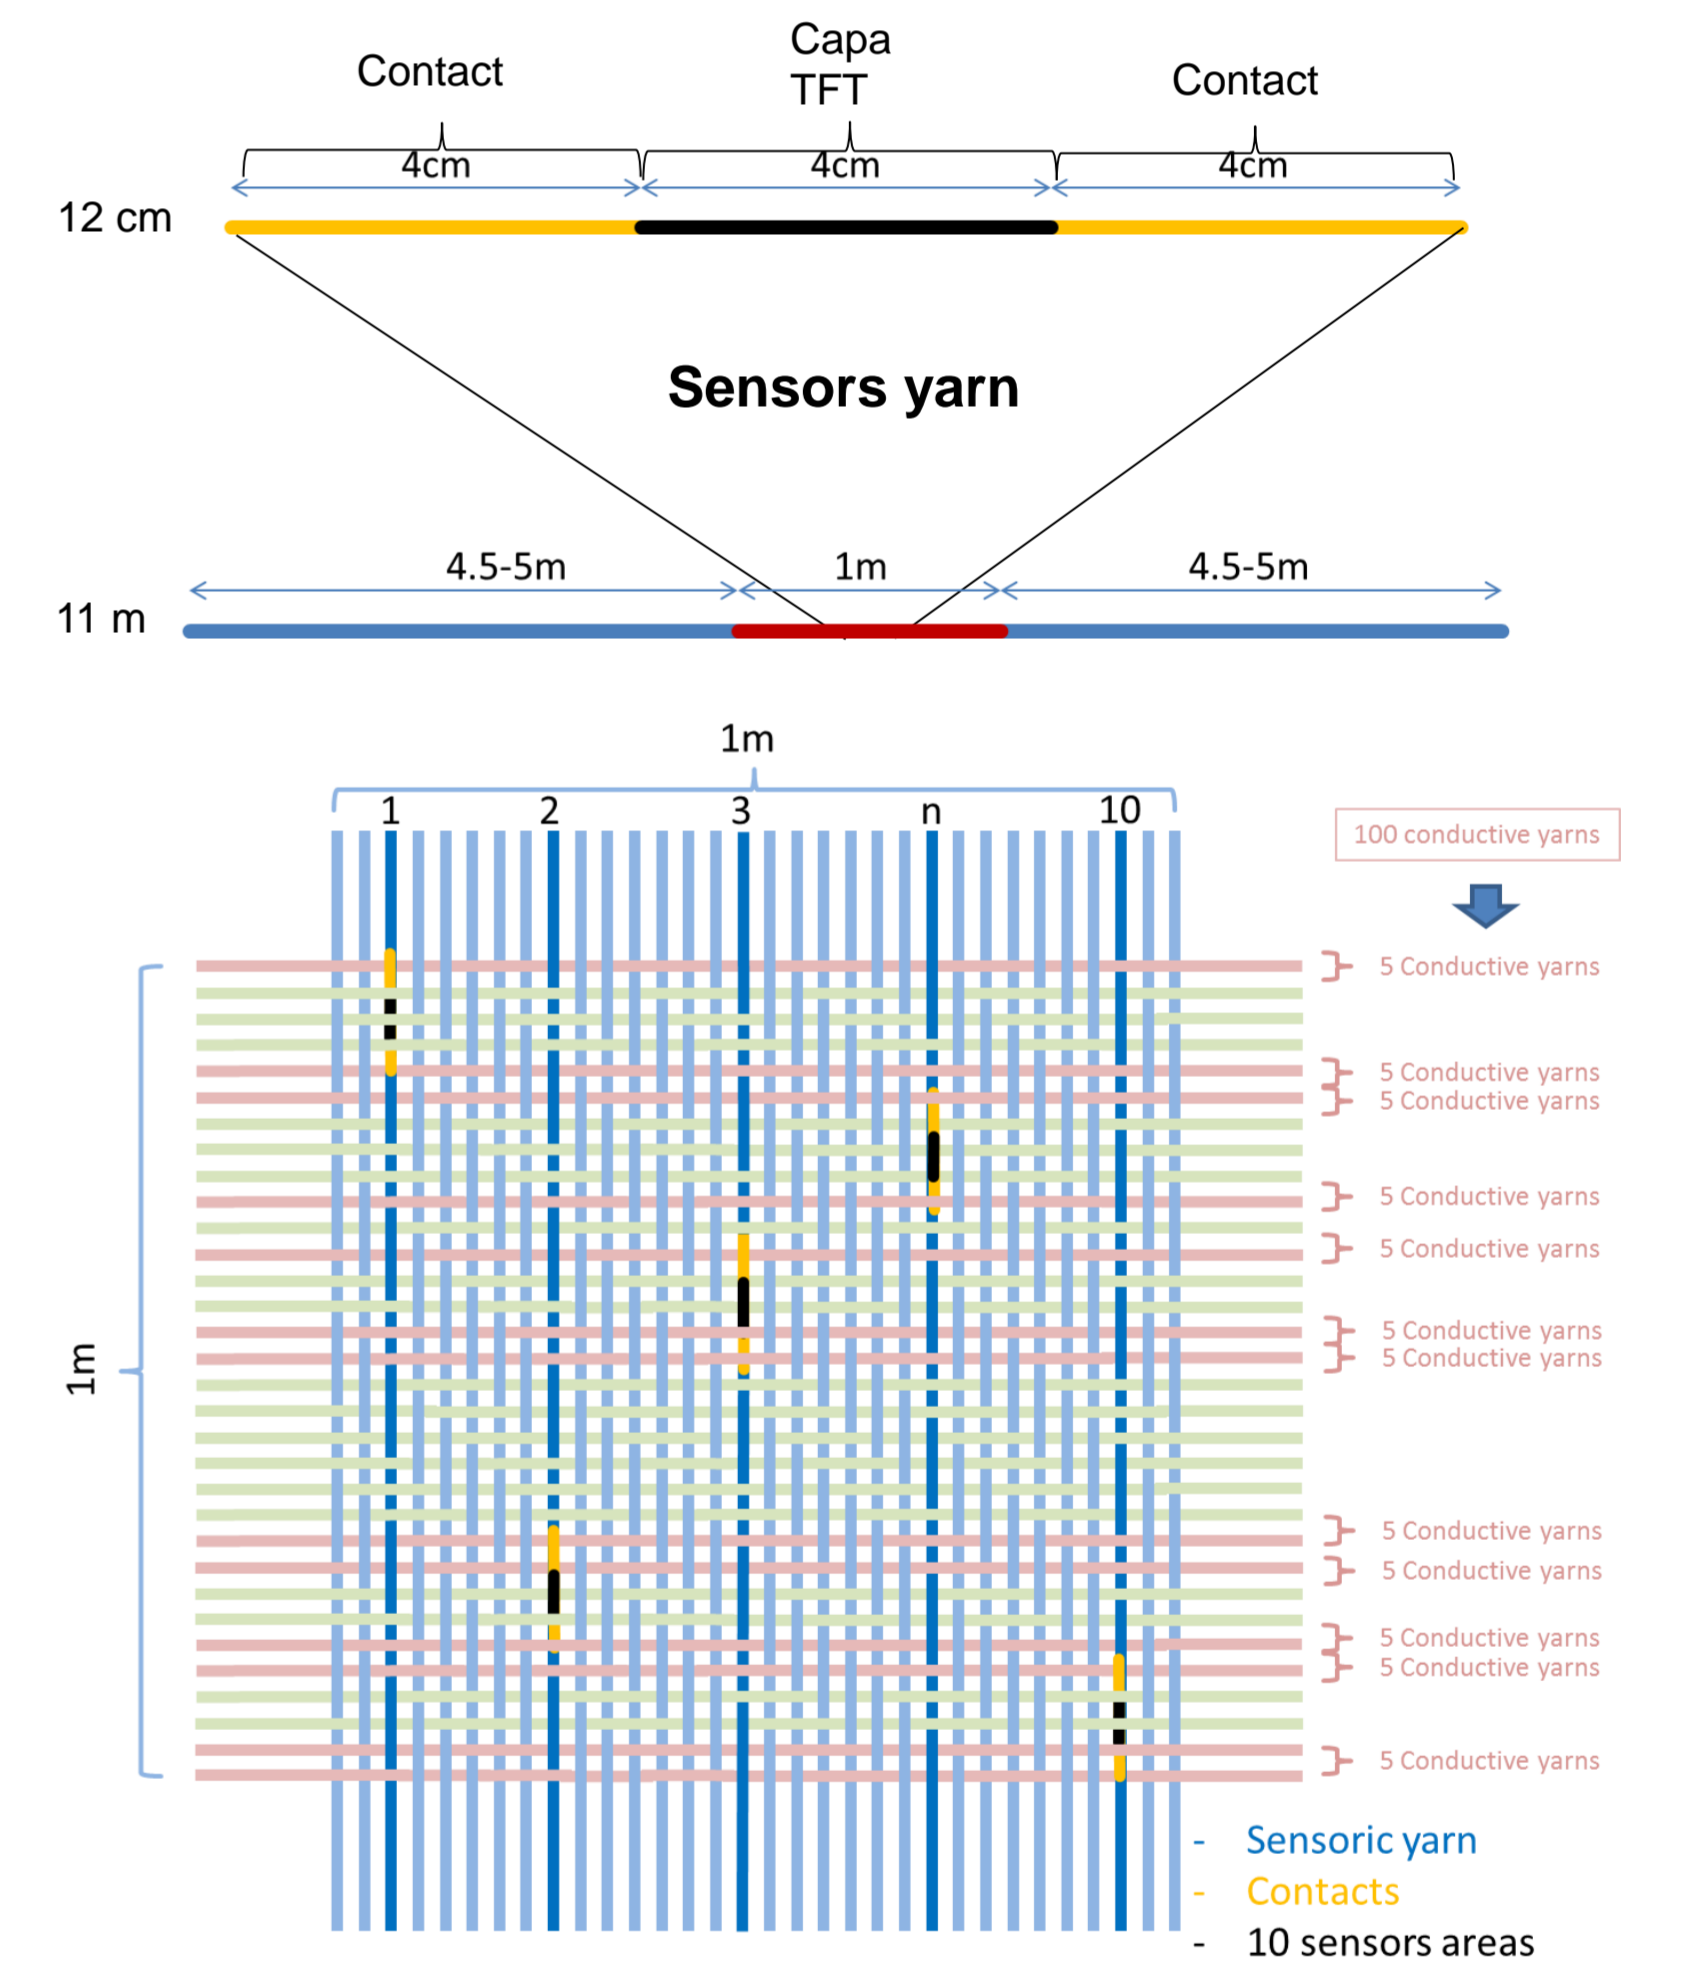 Capa
TFT
Contact
Contact
4cm
4cm
4cm
12 cm
Sensors yarn
4.5-5m
1m
4.5-5m
11 m
1m
1
2
3
n
10
100 conductive yarns
5 Conductive yarns
5 Conductive yarns
5 Conductive yarns
5 Conductive yarns
5 Conductive yarns
5 Conductive yarns
5 Conductive yarns
1m
5 Conductive yarns
5 Conductive yarns
5 Conductive yarns
5 Conductive yarns
5 Conductive yarns
- Sensoric yarn
- Contacts
- 10 sensors areas